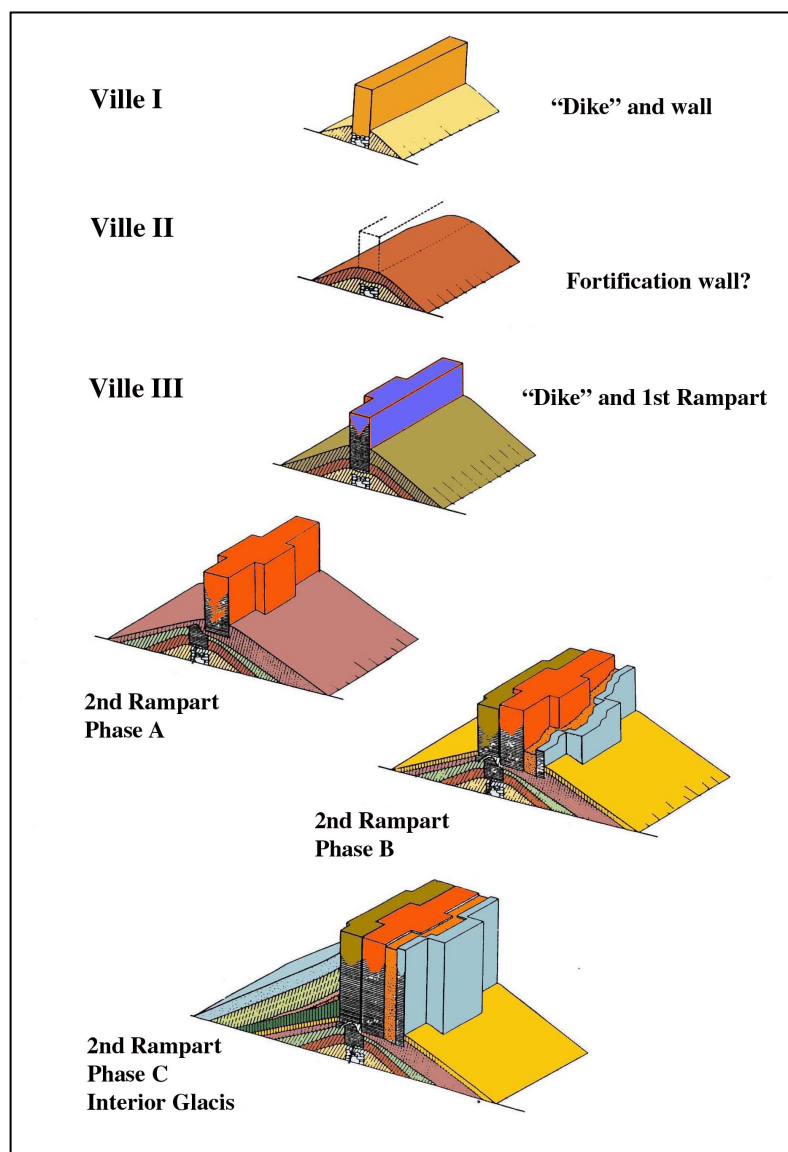 Ville I
“Dike” and wall
Ville II
Fortification wall?
Ville III
“Dike” and 1st Rampart
2nd Rampart
Phase A
2nd Rampart
Phase B
2nd Rampart
Phase C
Interior Glacis